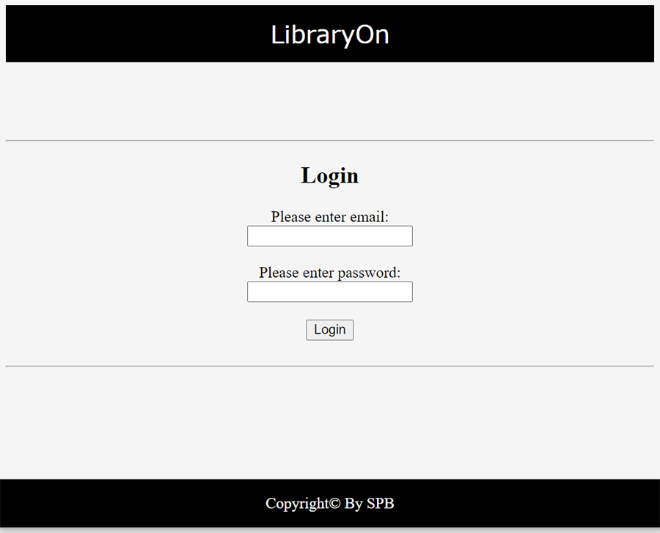 LibraryOn
Login
Please enter email:
Please enter password:
Login
Copyright© By SPB